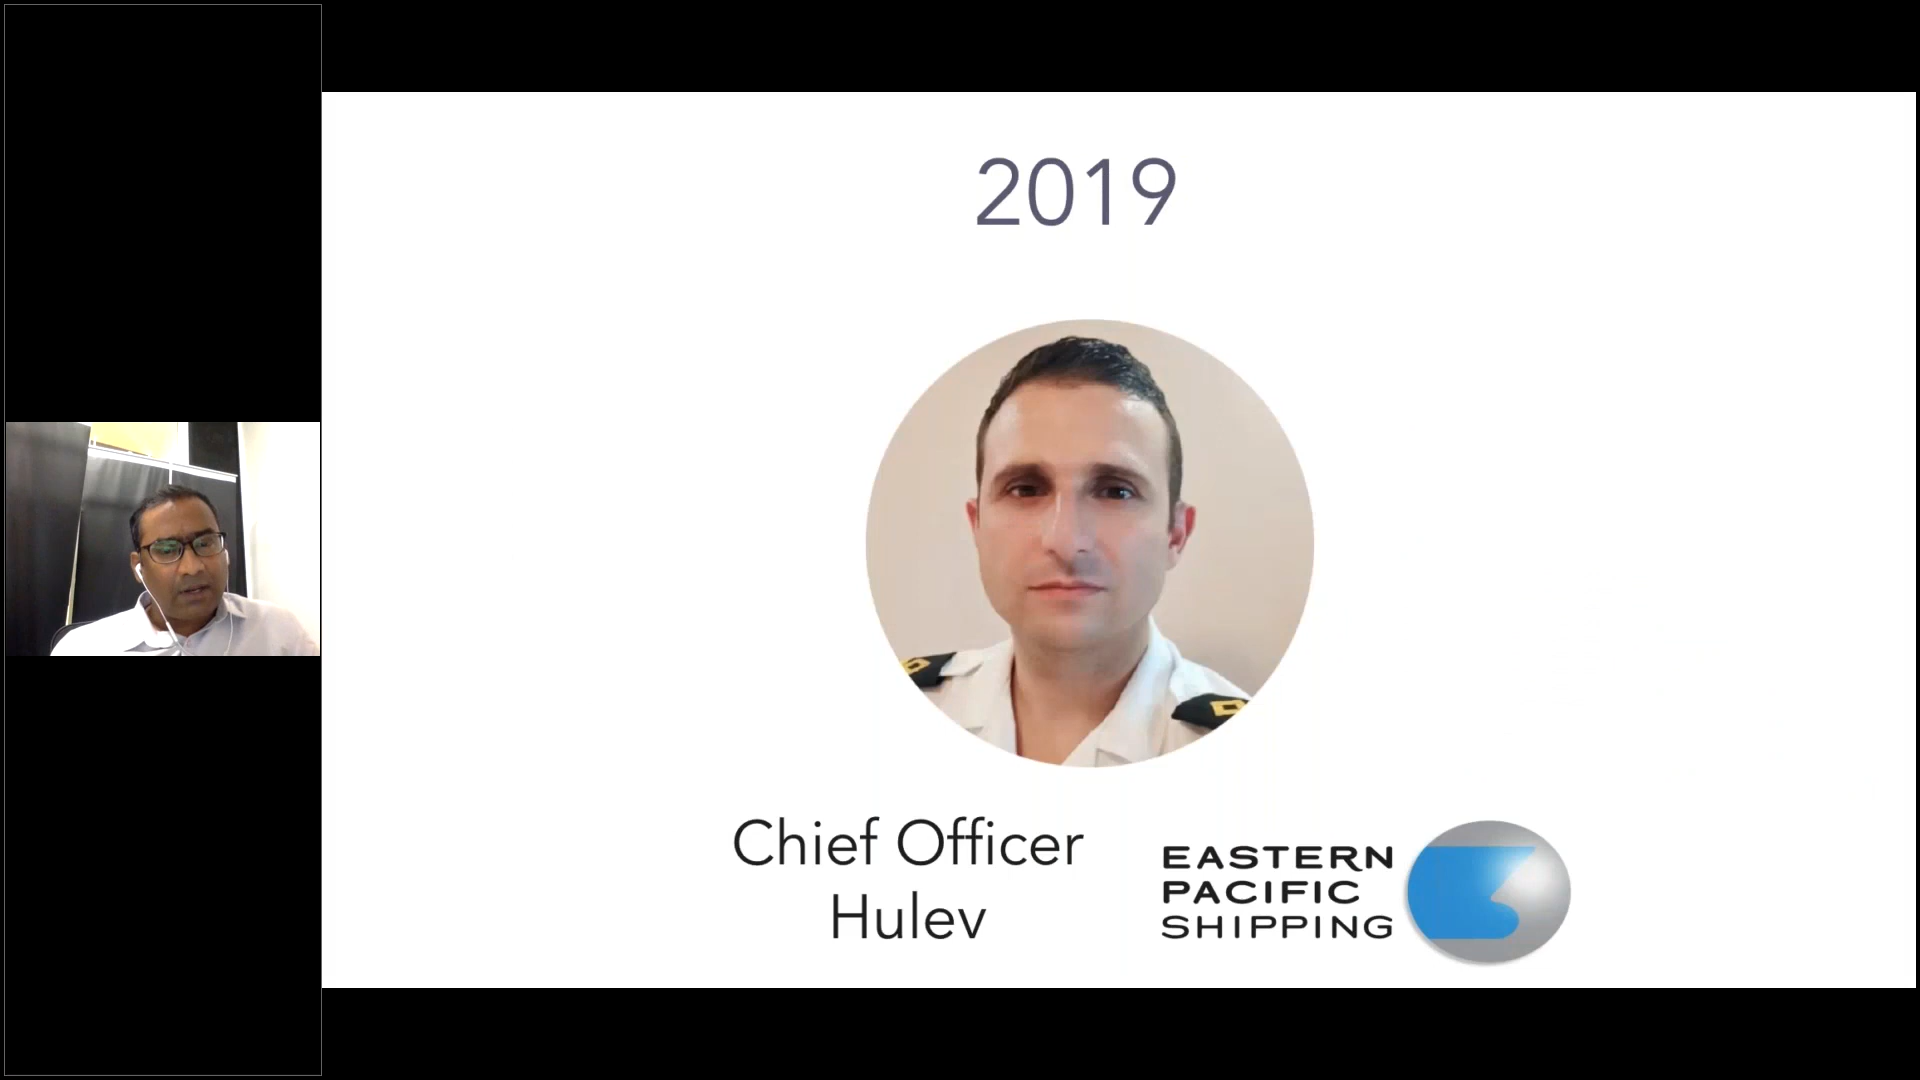 2019
Chief Officer
Hulev
EASTERN
PACIFIC
SHIPPING